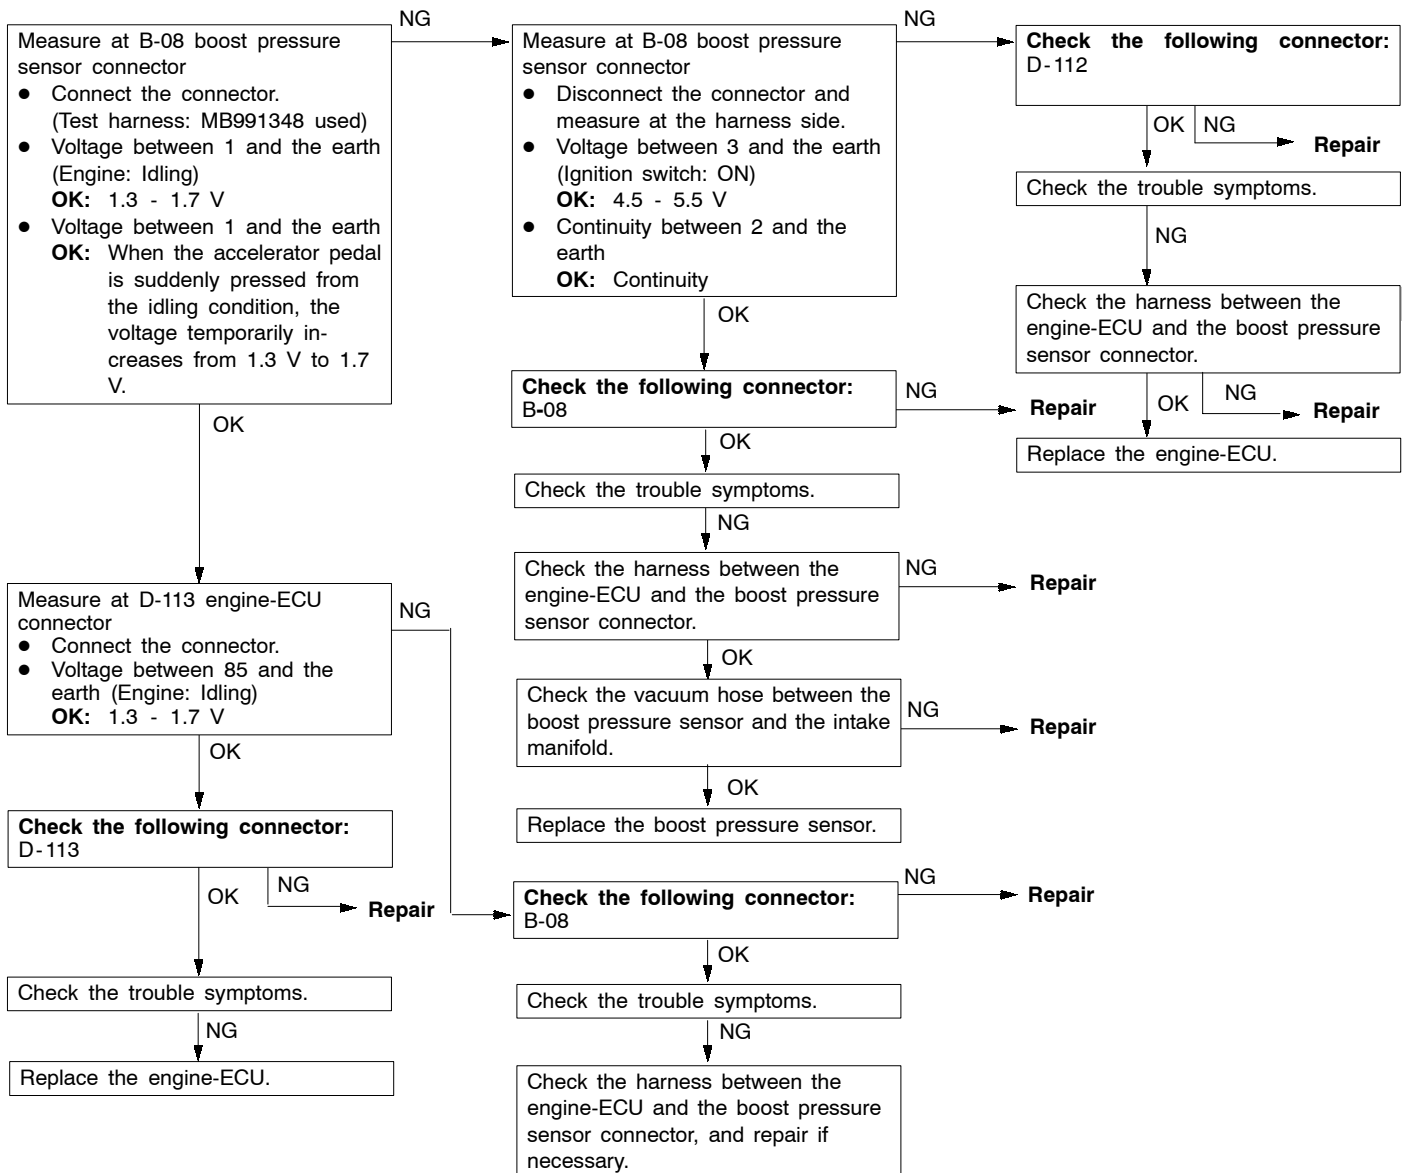 NG
Measure at B-08 boost pressure
sensor connector
● Connect the connector.
(Test harness: MB991348 used)
● Voltage between 1 and the earth
(Engine: Idling)
OK: 1.3 - 1.7 V
● Voltage between 1 and the earth
OK: When the accelerator pedal
is suddenly pressed from
the idling condition, the
voltage temporarily in-
creases from 1.3 V to 1.7
V.
OK
Measure at D-113 engine-ECU
connector
● Connect the connector.
● Voltage between 85 and the
earth (Engine: Idling)
OK: 1.3 - 1.7 V
NG
OK
Check the following connector:
D-113
OK
NG
Repair
Check the trouble symptoms.
NG
Replace the engine-ECU.
NG
Measure at B-08 boost pressure
sensor connector
● Disconnect the connector and
measure at the harness side.
● Voltage between 3 and the earth
(Ignition switch: ON)
OK: 4.5 - 5.5 V
● Continuity between 2 and the
earth
OK: Continuity
OK
Check the following connector:
B-08
NG
Repair
OK
Check the trouble symptoms.
NG
Check the harness between the
engine-ECU and the boost pressure
sensor connector.
NG
Repair
OK
Check the vacuum hose between the
boost pressure sensor and the intake
manifold.
NG
Repair
OK
Replace the boost pressure sensor.
Check the following connector:
B-08
NG
Repair
OK
Check the trouble symptoms.
NG
Check the harness between the
engine-ECU and the boost pressure
sensor connector, and repair if
necessary.
Check the following connector:
D-112
OK
NG
Repair
Check the trouble symptoms.
NG
Check the harness between the
engine-ECU and the boost pressure
sensor connector.
OK
NG
Repair
Replace the engine-ECU.